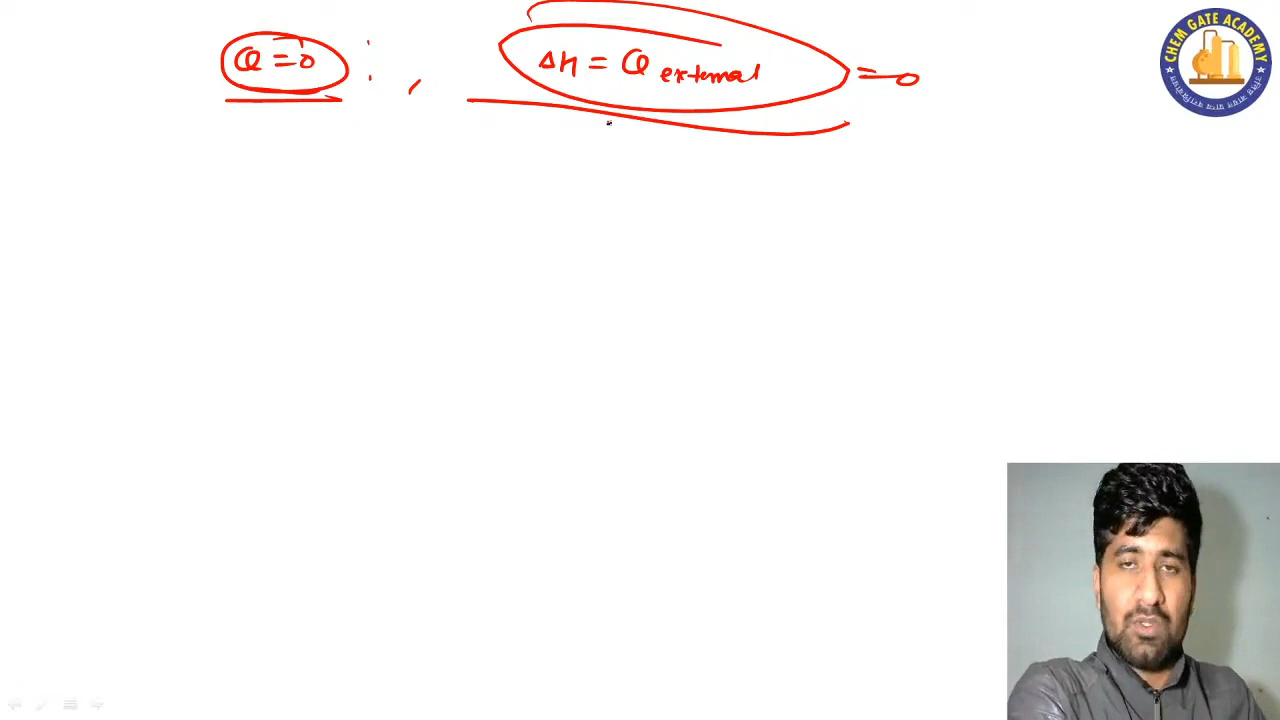 Q = 0 : , ΔH = Q external = 0
CHEM GATE ACADEMY